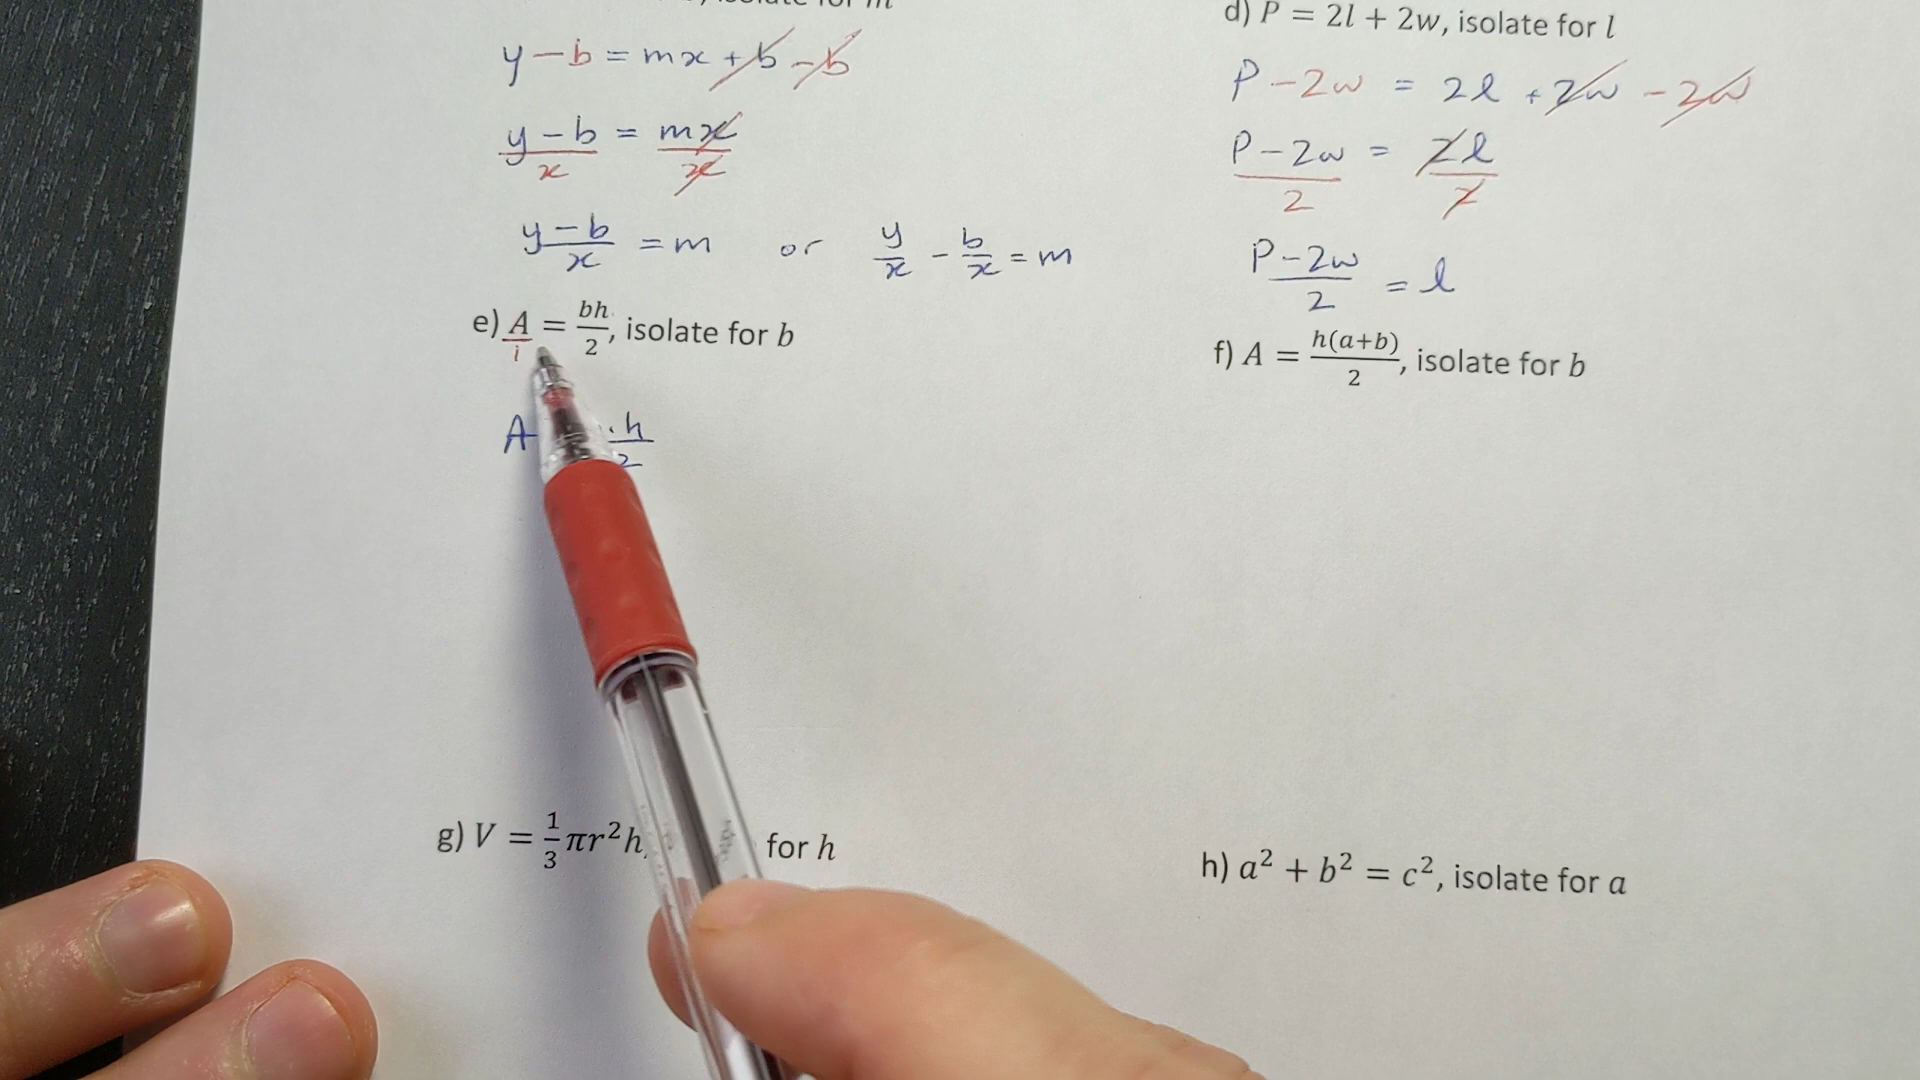 y - b = mx + b - b
y - b / x = mx / x
y - b / x = m or y/x - b/x = m
d) P = 2l + 2w, isolate for l
P - 2w = 2l + 2w - 2w
P - 2w / 2 = 2l / 2
P - 2w / 2 = l
e) A/1 = bh/2, isolate for b
A · h / 2
f) A = h(a+b)/2, isolate for b
g) V = 1/3 πr²h, for h
h) a² + b² = c², isolate for a